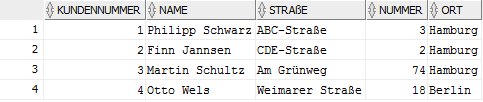 KUNDENNUMMER NAME STRAßE NUMMER ORT
1 1 Philipp Schwarz ABC-Straße 3 Hamburg
2 2 Finn Jannsen CDE-Straße 2 Hamburg
3 3 Martin Schultz Am Grünweg 74 Hamburg
4 4 Otto Wels Weimarer Straße 18 Berlin